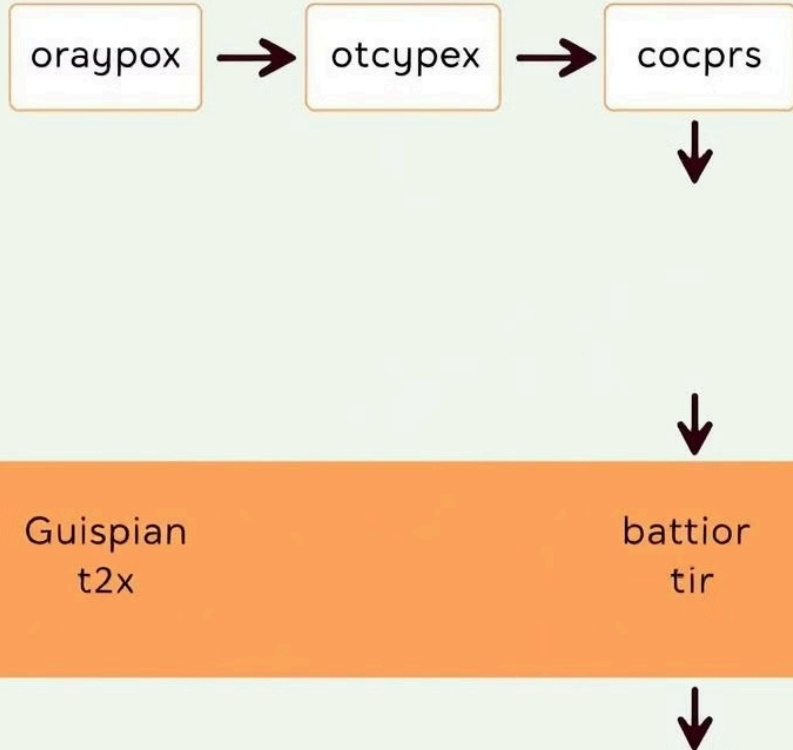 oraypox
otcypex
cocprs
Guispian
t2x
battior
tir